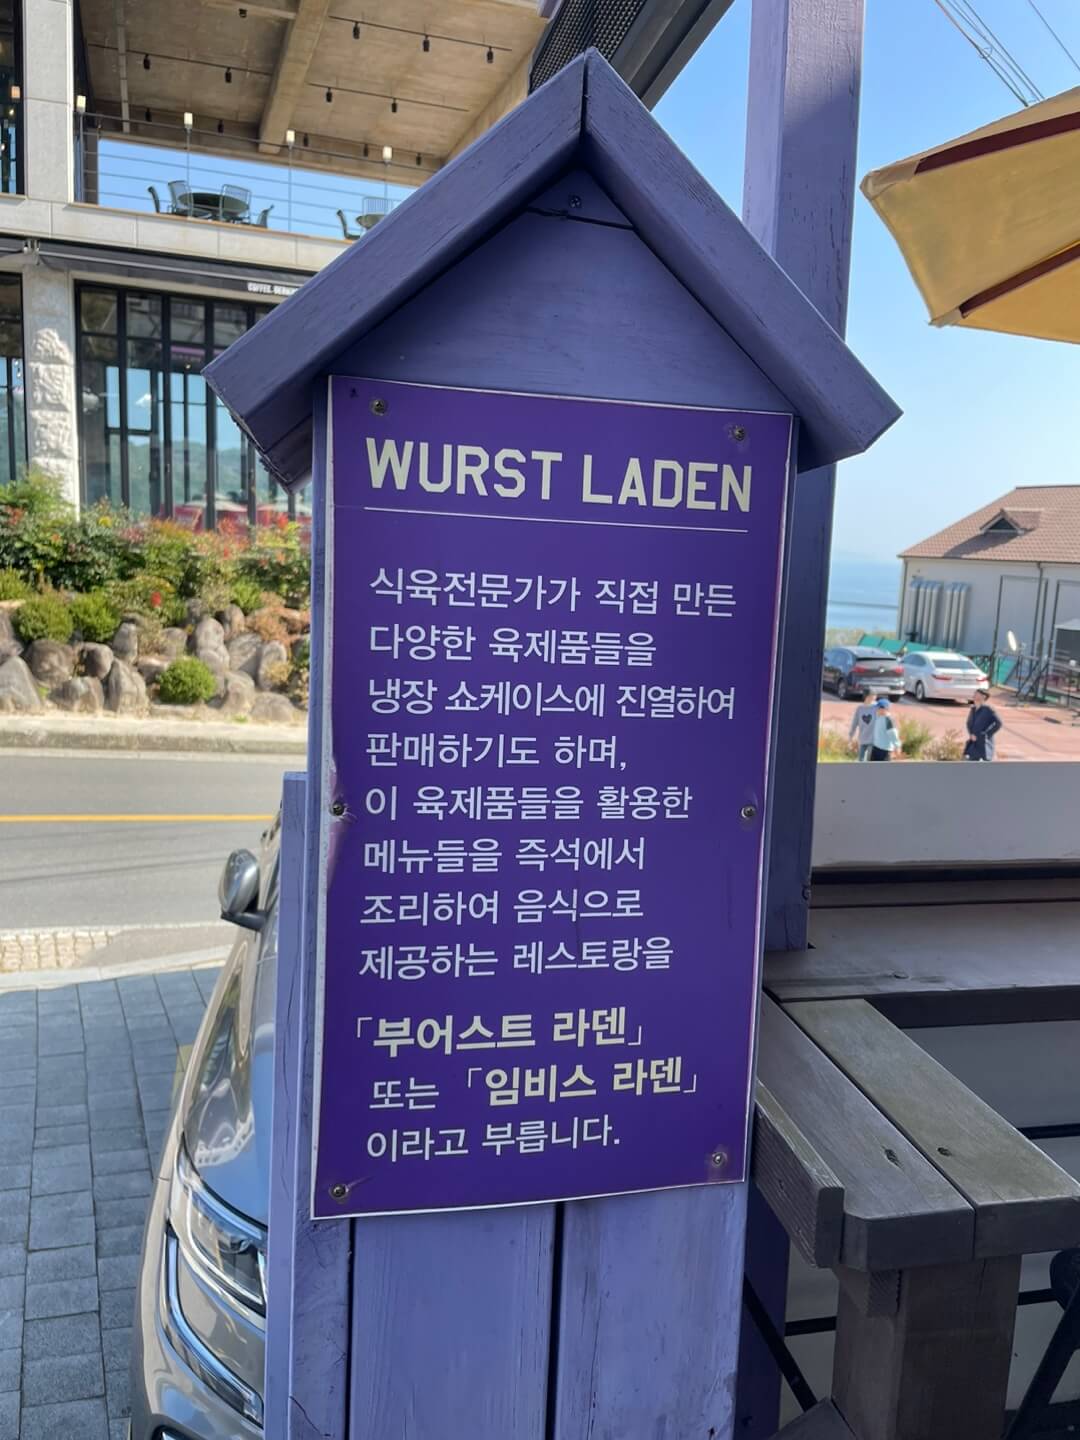 WURST LADEN
식육전문가가 직접 만든
다양한 육제품들을
냉장 쇼케이스에 진열하여
판매하기도 하며,
이 육제품들을 활용한
메뉴들을 즉석에서
조리하여 음식으로
제공하는 레스토랑을
「부어스트 라덴」
또는 「임비스 라덴」
이라고 부릅니다.